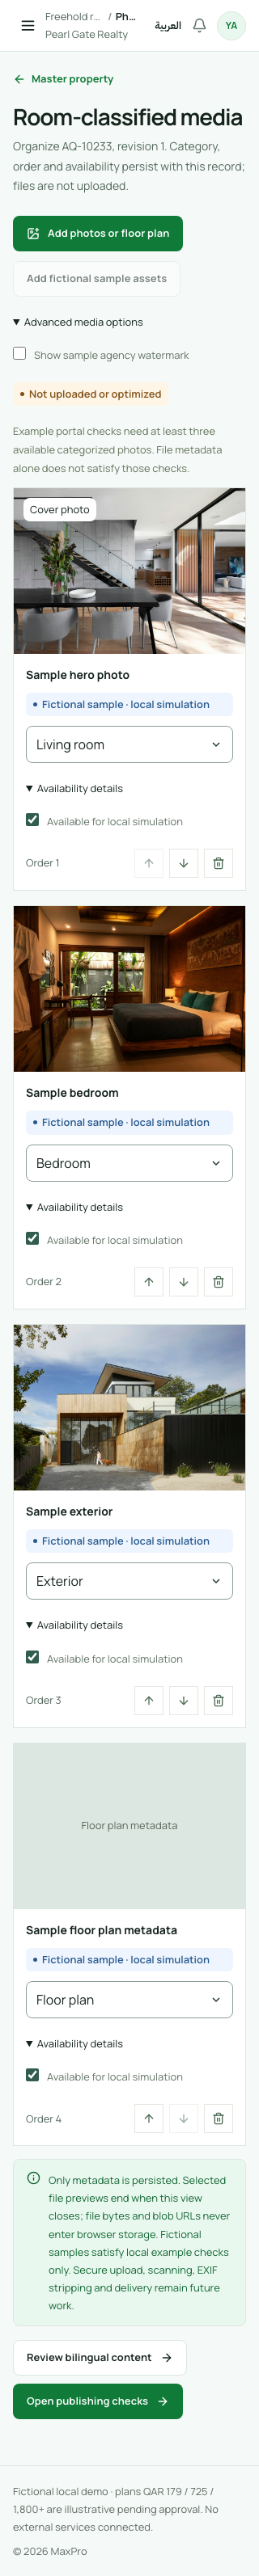 Freehold r... / Ph...
Pearl Gate Realty
العربية
YA
Master property
Room-classified media
Organize AQ-10233, revision 1. Category,
order and availability persist with this record;
files are not uploaded.
Add photos or floor plan
Add fictional sample assets
Advanced media options
Show sample agency watermark
Not uploaded or optimized
Example portal checks need at least three
available categorized photos. File metadata
alone does not satisfy those checks.
Cover photo
Sample hero photo
Fictional sample · local simulation
Living room
Availability details
Available for local simulation
Order 1
Sample bedroom
Fictional sample · local simulation
Bedroom
Availability details
Available for local simulation
Order 2
Sample exterior
Fictional sample · local simulation
Exterior
Availability details
Available for local simulation
Order 3
Floor plan metadata
Sample floor plan metadata
Fictional sample · local simulation
Floor plan
Availability details
Available for local simulation
Order 4
Only metadata is persisted. Selected
file previews end when this view
closes; file bytes and blob URLs never
enter browser storage. Fictional
samples satisfy local example checks
only. Secure upload, scanning, EXIF
stripping and delivery remain future
work.
Review bilingual content
Open publishing checks
Fictional local demo · plans QAR 179 / 725 /
1,800+ are illustrative pending approval. No
external services connected.
© 2026 MaxPro